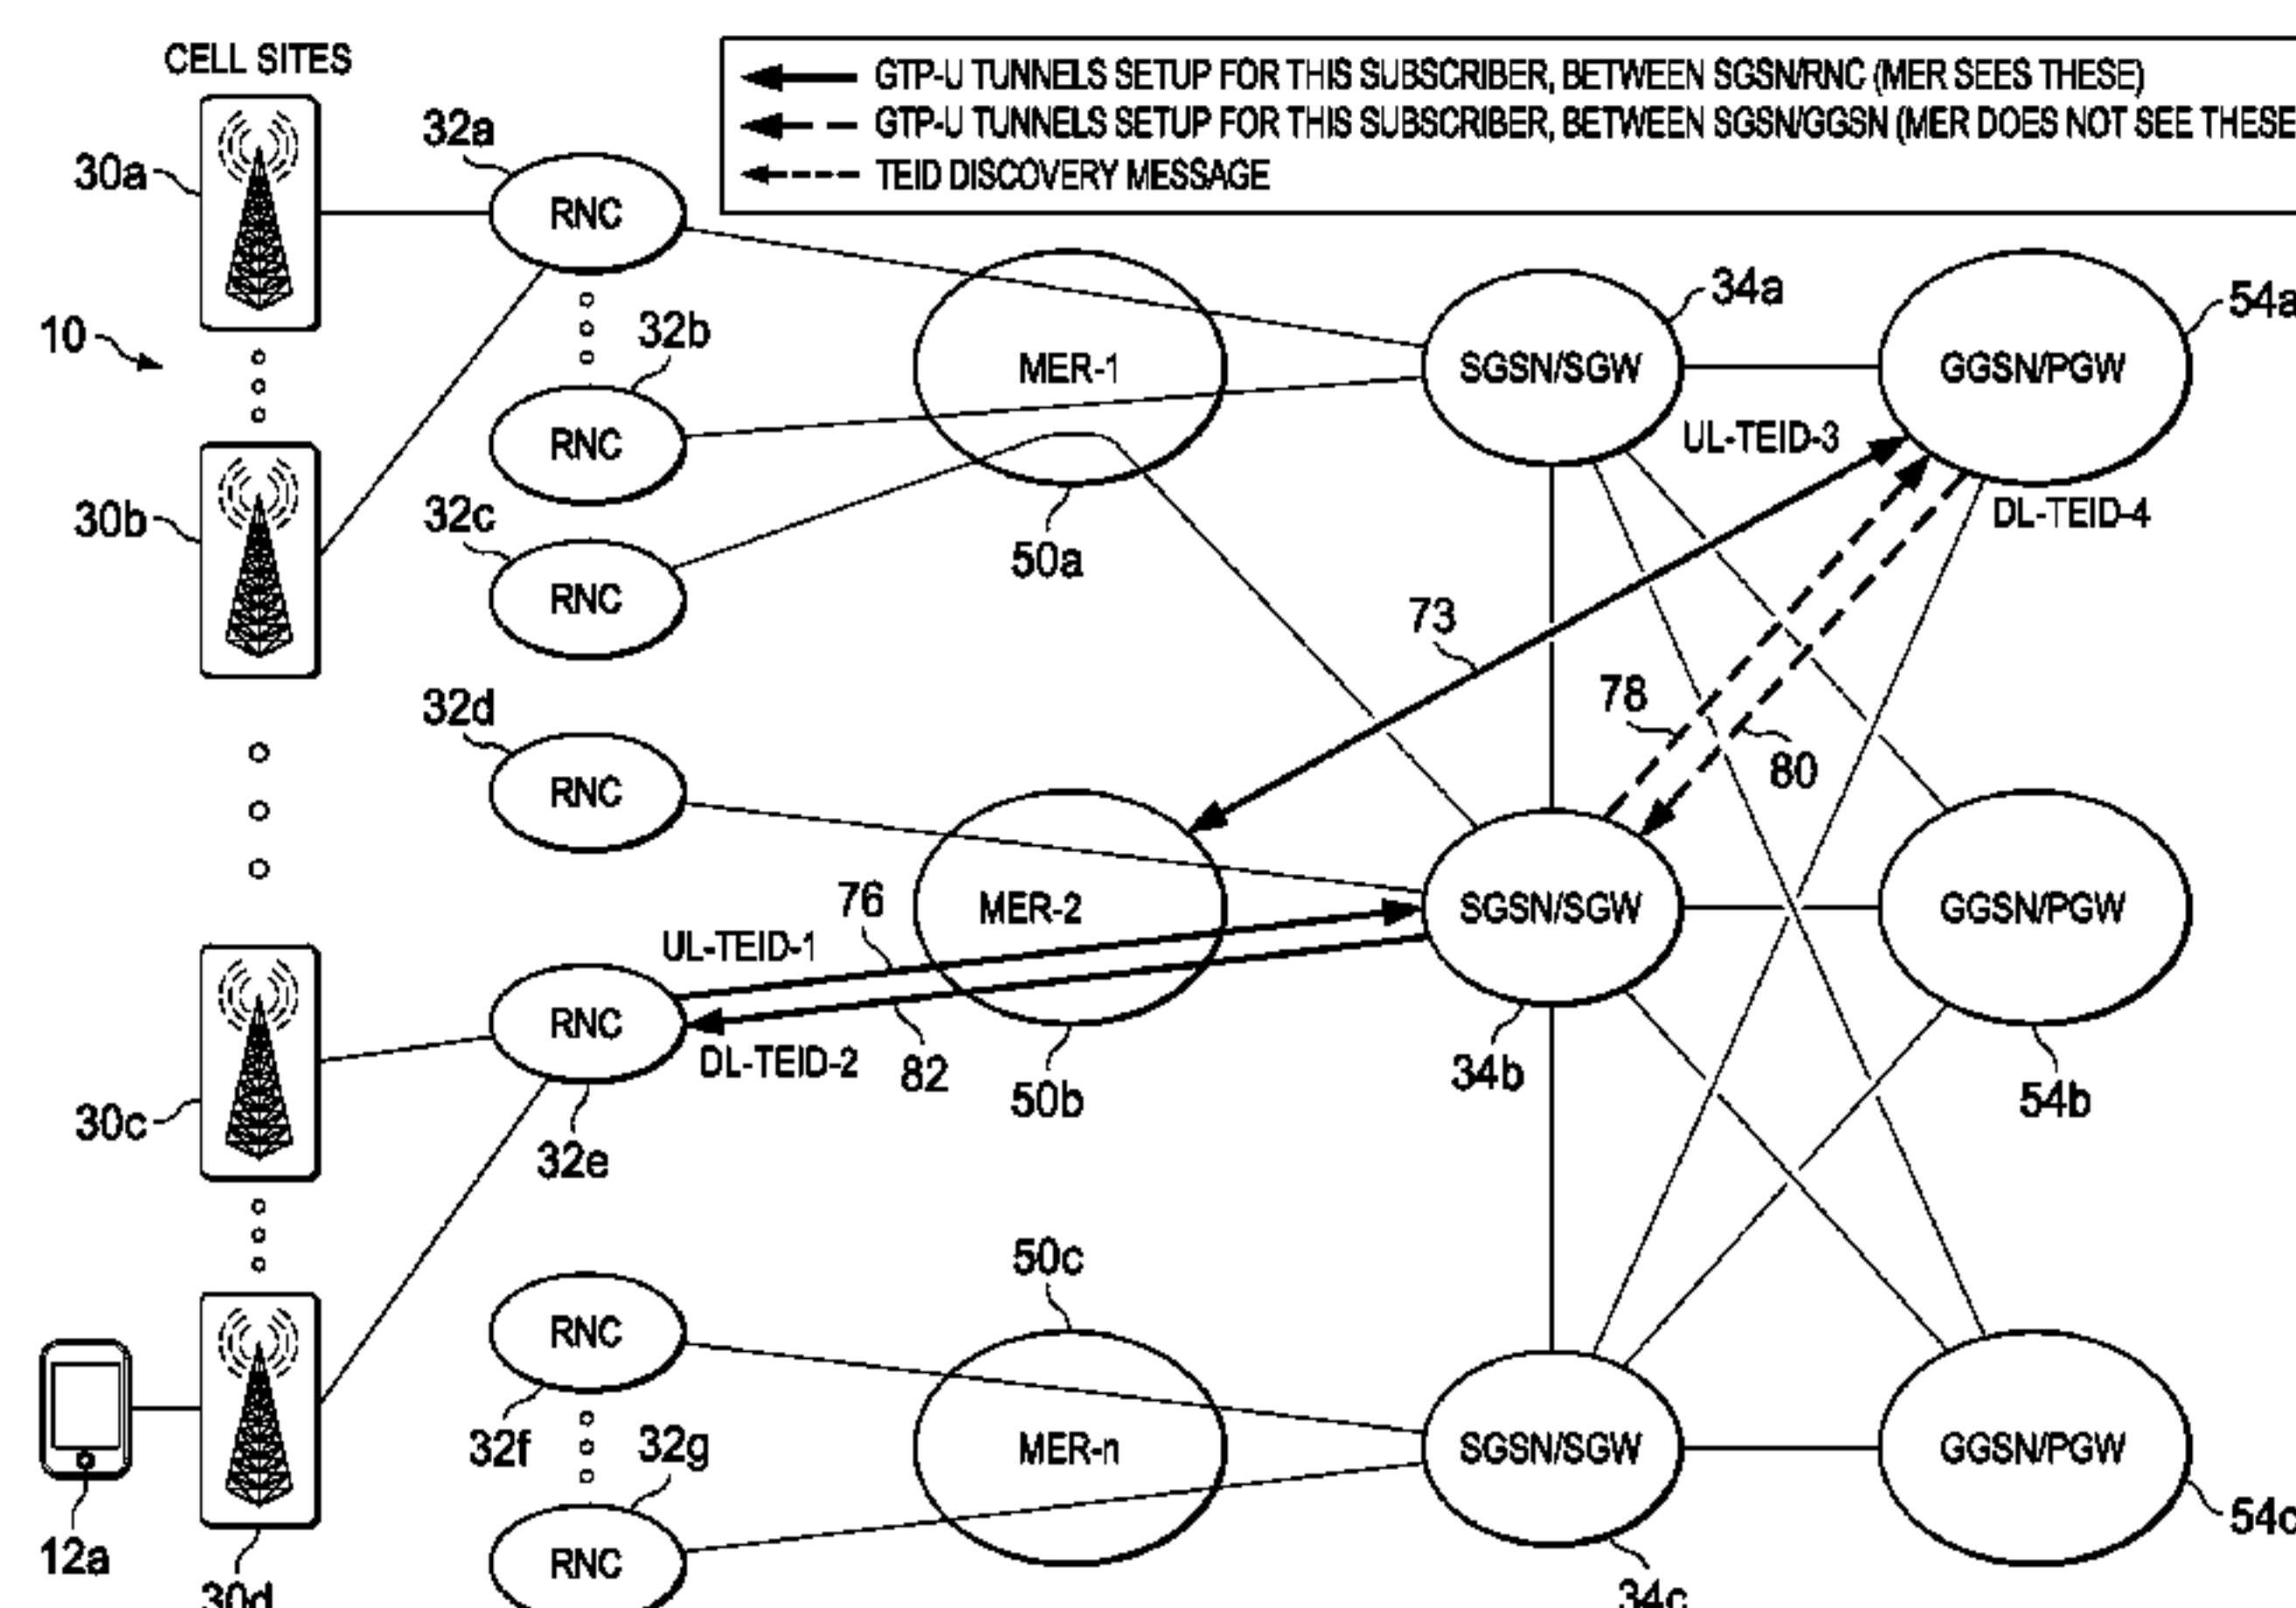 CELL SITES
GTP-U TUNNELS SETUP FOR THIS SUBSCRIBER, BETWEEN SGSN/RNC (MER SEES THESE)
GTP-U TUNNELS SETUP FOR THIS SUBSCRIBER, BETWEEN SGSN/GGSN (MER DOES NOT SEE THESE
TEID DISCOVERY MESSAGE
32a
30a
RNC
34a
54a
10
32b
MER-1
SGSN/SGW
GGSN/PGW
UL-TEID-3
RNC
30b
32c
DL-TEID-4
50a
RNC
73
32d
78
80
RNC
76
MER-2
SGSN/SGW
GGSN/PGW
UL-TEID-1
RNC
DL-TEID-2
82
34b
50b
54b
30c
32e
50c
RNC
32f
32g
MER-n
SGSN/SGW
GGSN/PGW
54c
12a
RNC
30d
34c